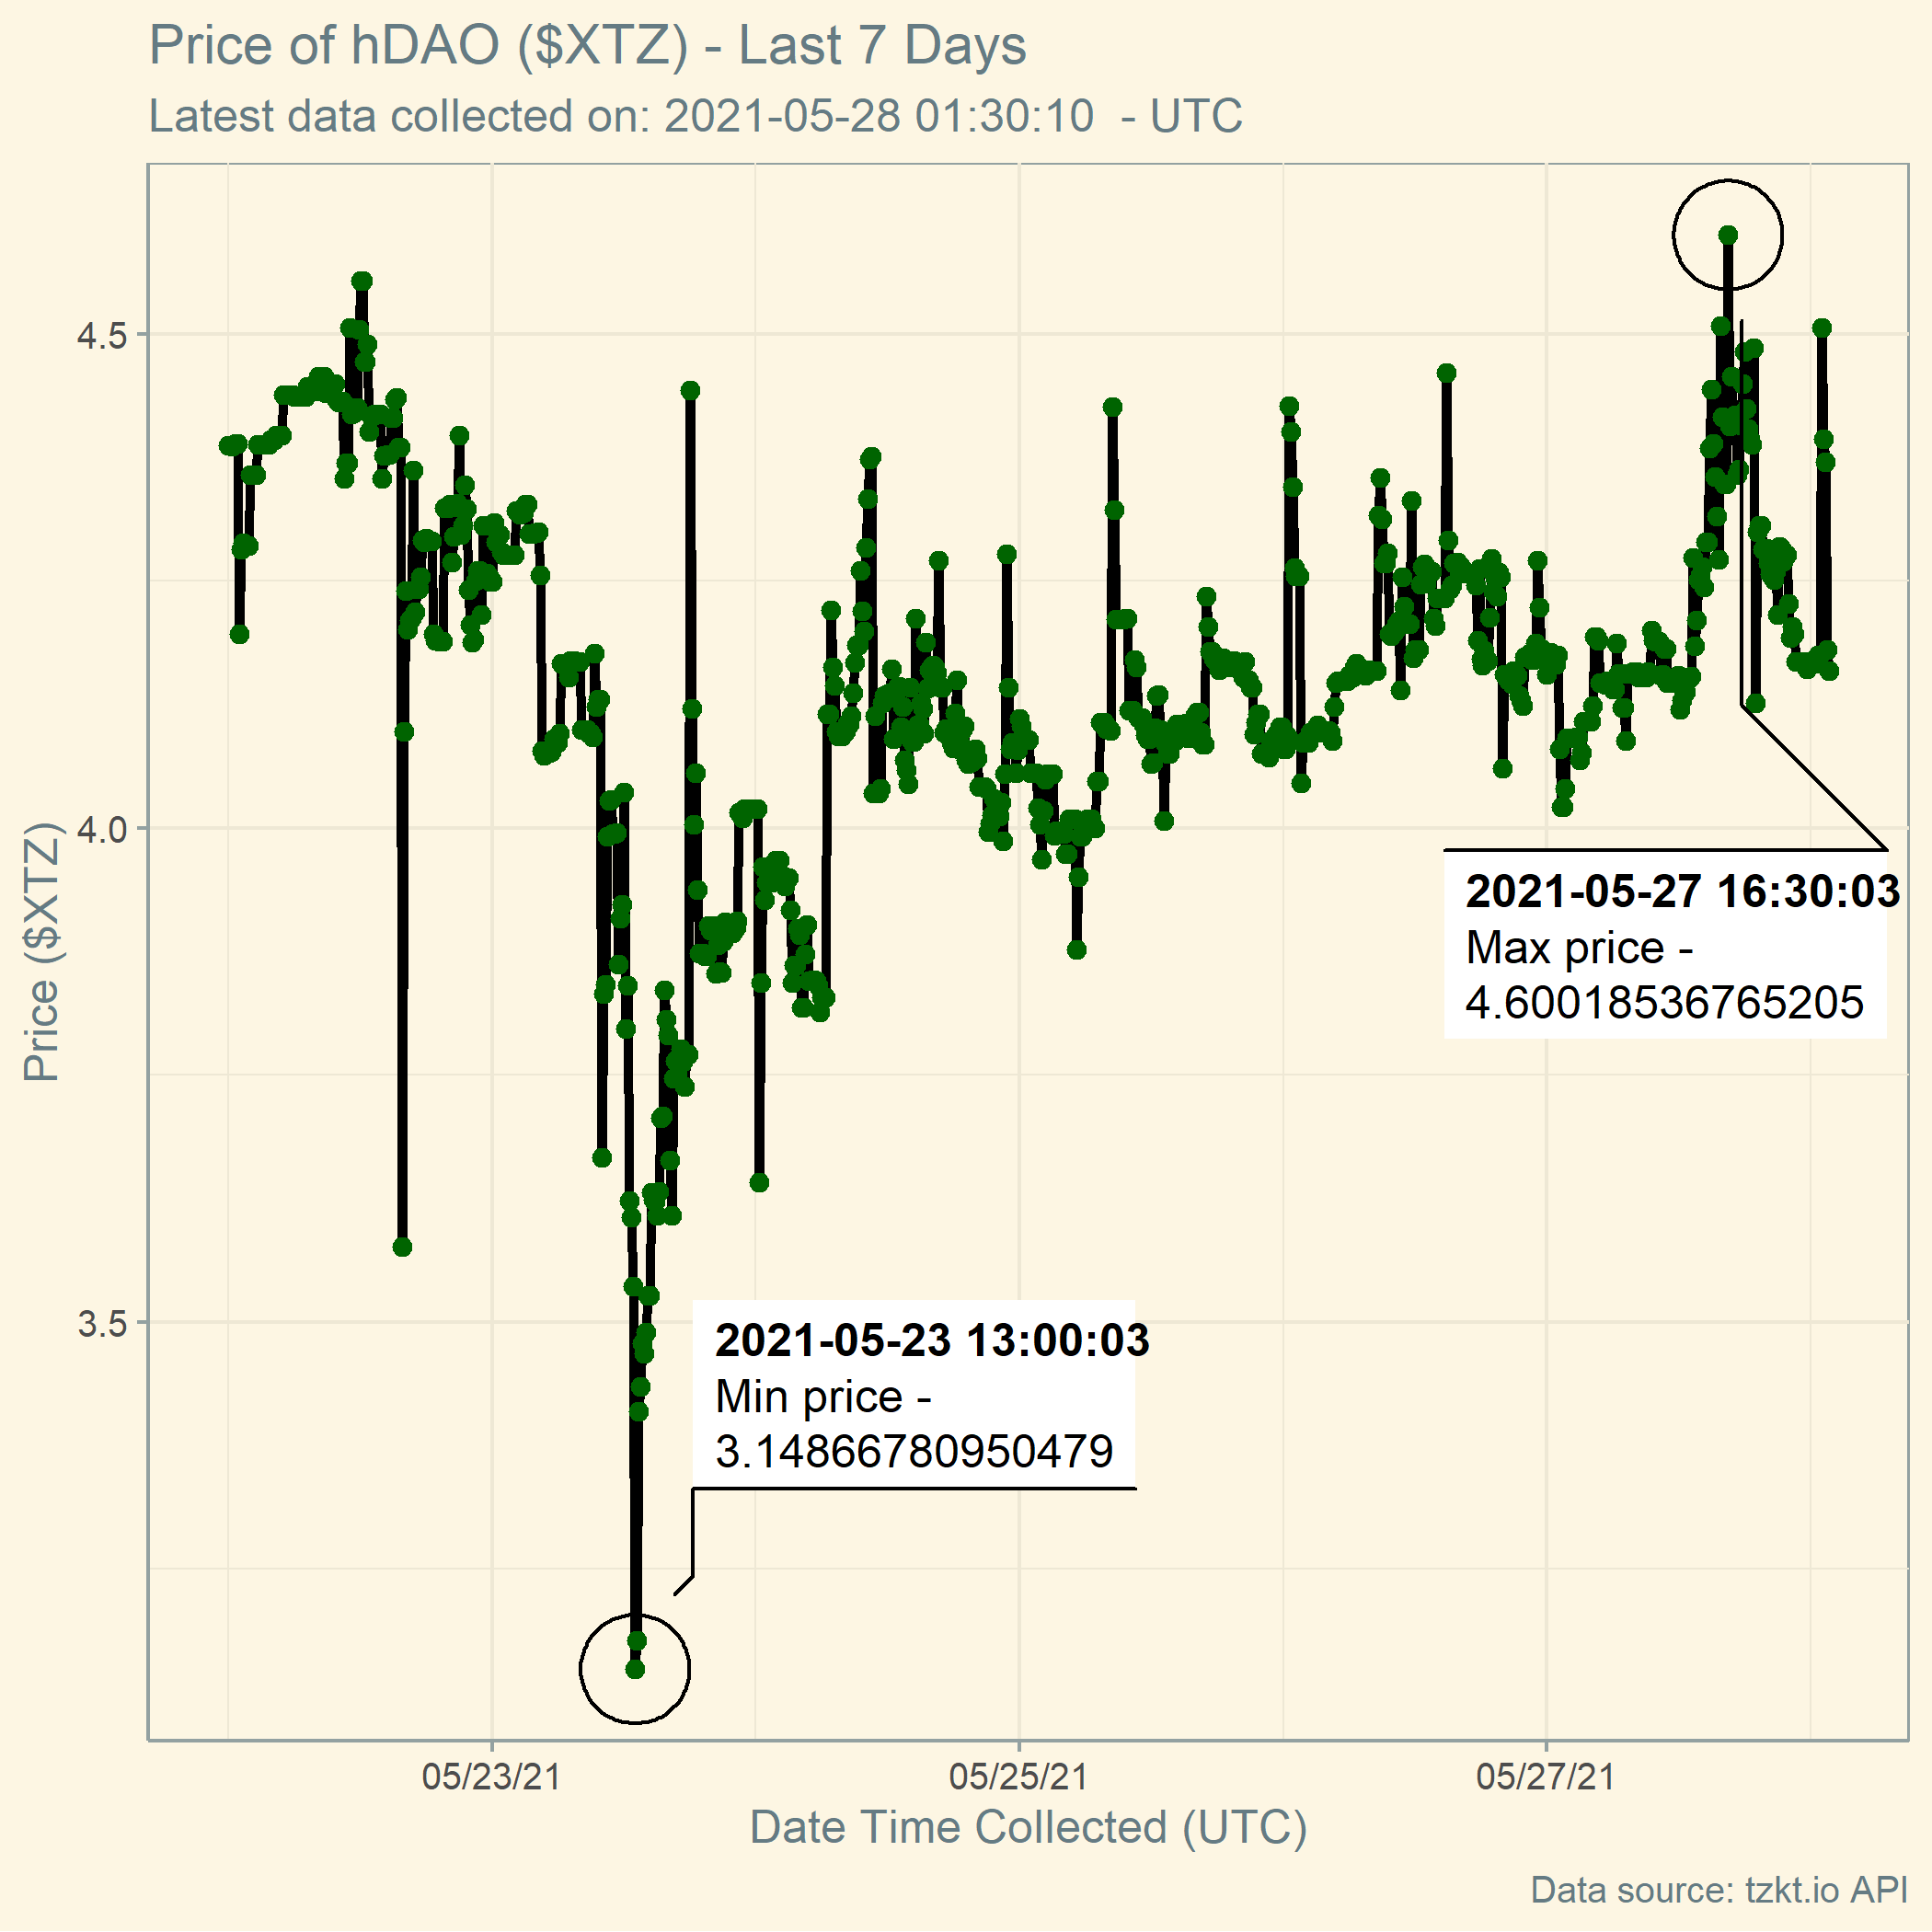 Price of hDAO ($XTZ) - Last 7 Days
Latest data collected on: 2021-05-28 01:30:10  - UTC
4.5
4.0
3.5
Price ($XTZ)
2021-05-27 16:30:03
Max price -
4.60018536765205
2021-05-23 13:00:03
Min price -
3.14866780950479
05/23/21
05/25/21
05/27/21
Date Time Collected (UTC)
Data source: tzkt.io API